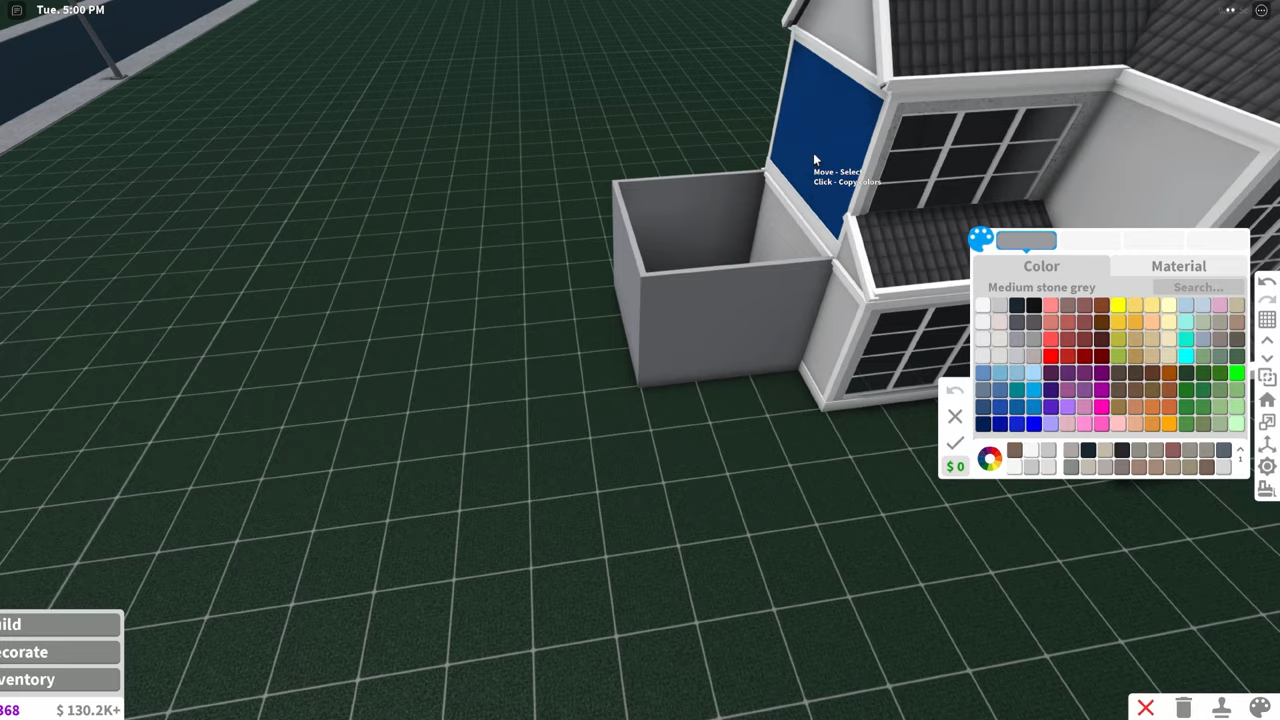 Tue. 5:00 PM
Move - Select
Click - Copy colors
Color
Material
Medium stone grey
Search...
$ 0
1
ild
ecorate
ventory
368
$ 130.2K+